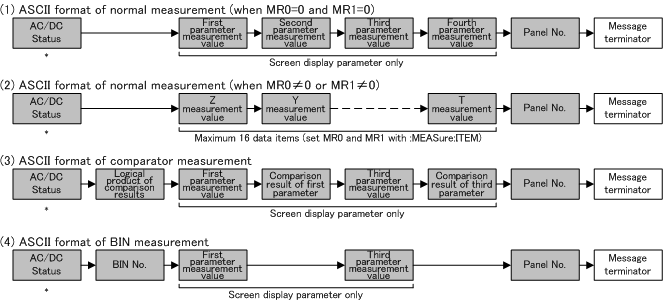 (1) ASCII format of normal measurement (when MR0=0 and MR1=0)
AC/DC
Status
*
First
parameter
measurement
value
Second
parameter
measurement
value
Third
parameter
measurement
value
Fourth
parameter
measurement
value
Panel No.
Message
terminator
Screen display parameter only
(2) ASCII format of normal measurement (when MR0≠0 or MR1≠0)
AC/DC
Status
*
Z
measurement
value
Y
measurement
value
T
measurement
value
Panel No.
Message
terminator
Maximum 16 data items (set MR0 and MR1 with :MEASure:ITEM)
(3) ASCII format of comparator measurement
AC/DC
Status
*
Logical
product of
comparison
results
First
parameter
measurement
value
Comparison
result of first
parameter
Third
parameter
measurement
value
Comparison
result of third
parameter
Panel No.
Message
terminator
Screen display parameter only
(4) ASCII format of BIN measurement
AC/DC
Status
*
BIN No.
First
parameter
measurement
value
Third
parameter
measurement
value
Panel No.
Message
terminator
Screen display parameter only